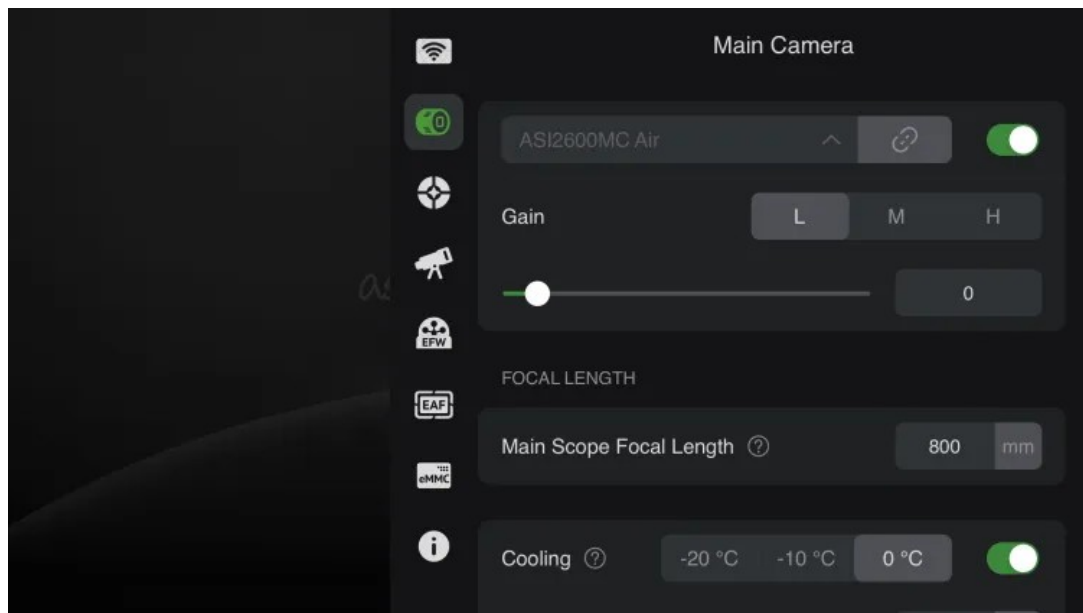 Main Camera
ASI2600MC Air
Gain
L M H
0
as
EFW
FOCAL LENGTH
EAF
Main Scope Focal Length ?
800 mm
eMMC
i
Cooling ? -20 °C -10 °C 0 °C